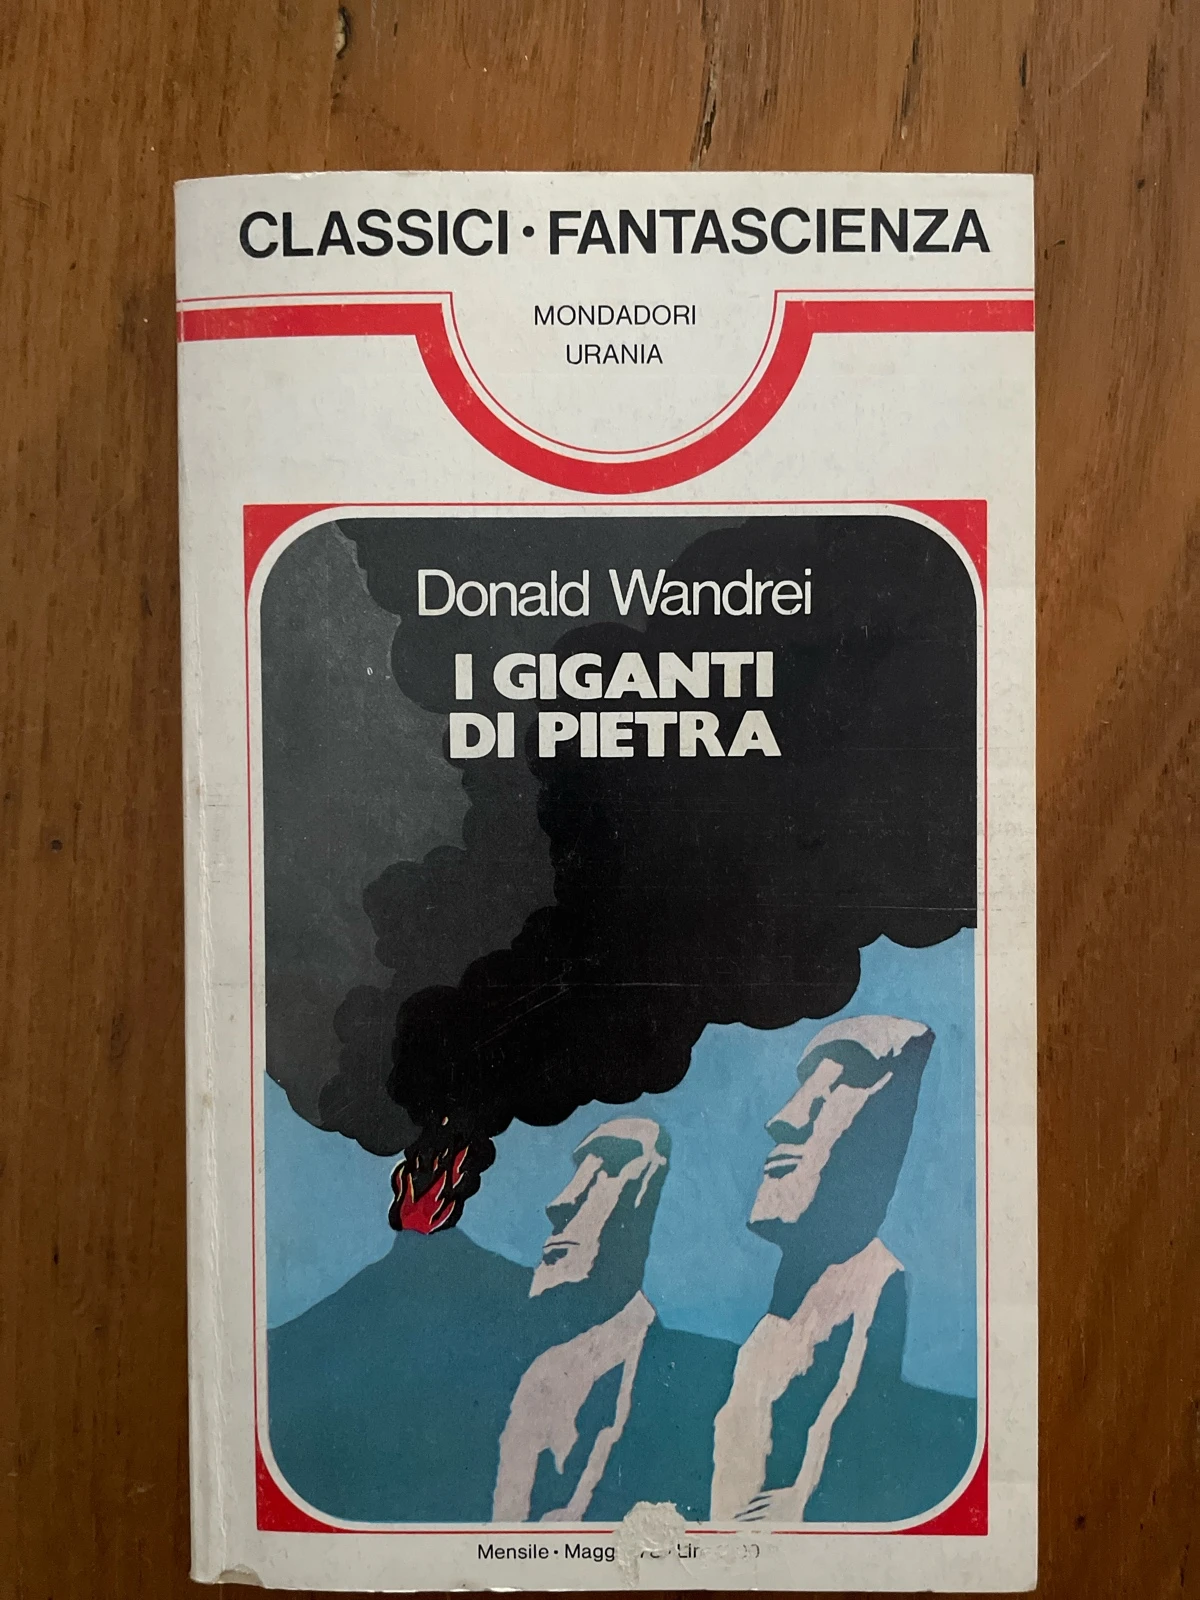 CLASSICI • FANTASCIENZA
MONDADORI
URANIA
Donald Wandrei
I GIGANTI
DI PIETRA
Mensile •